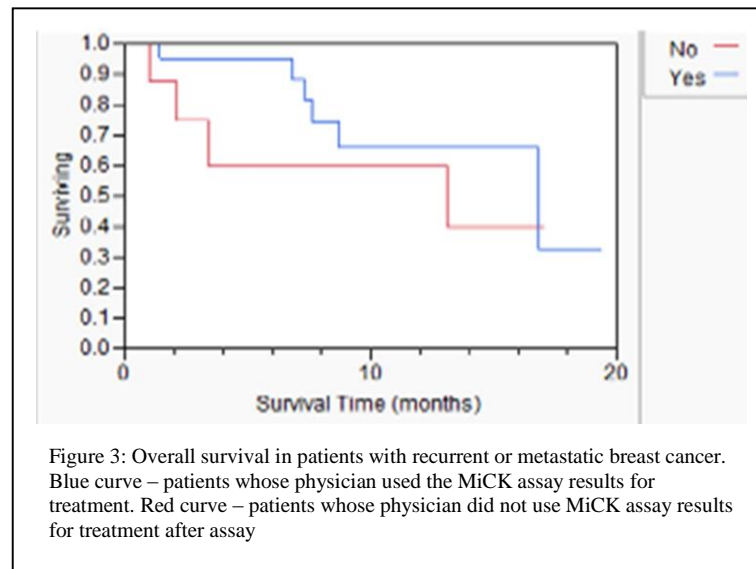 No
Yes
1.0
0.9
0.8
0.7
0.6
0.5
0.4
0.3
0.2
0.1
0.0
Surviving
0
10
20
Survival Time (months)
Figure 3: Overall survival in patients with recurrent or metastatic breast cancer.
Blue curve – patients whose physician used the MiCK assay results for
treatment. Red curve – patients whose physician did not use MiCK assay results
for treatment after assay